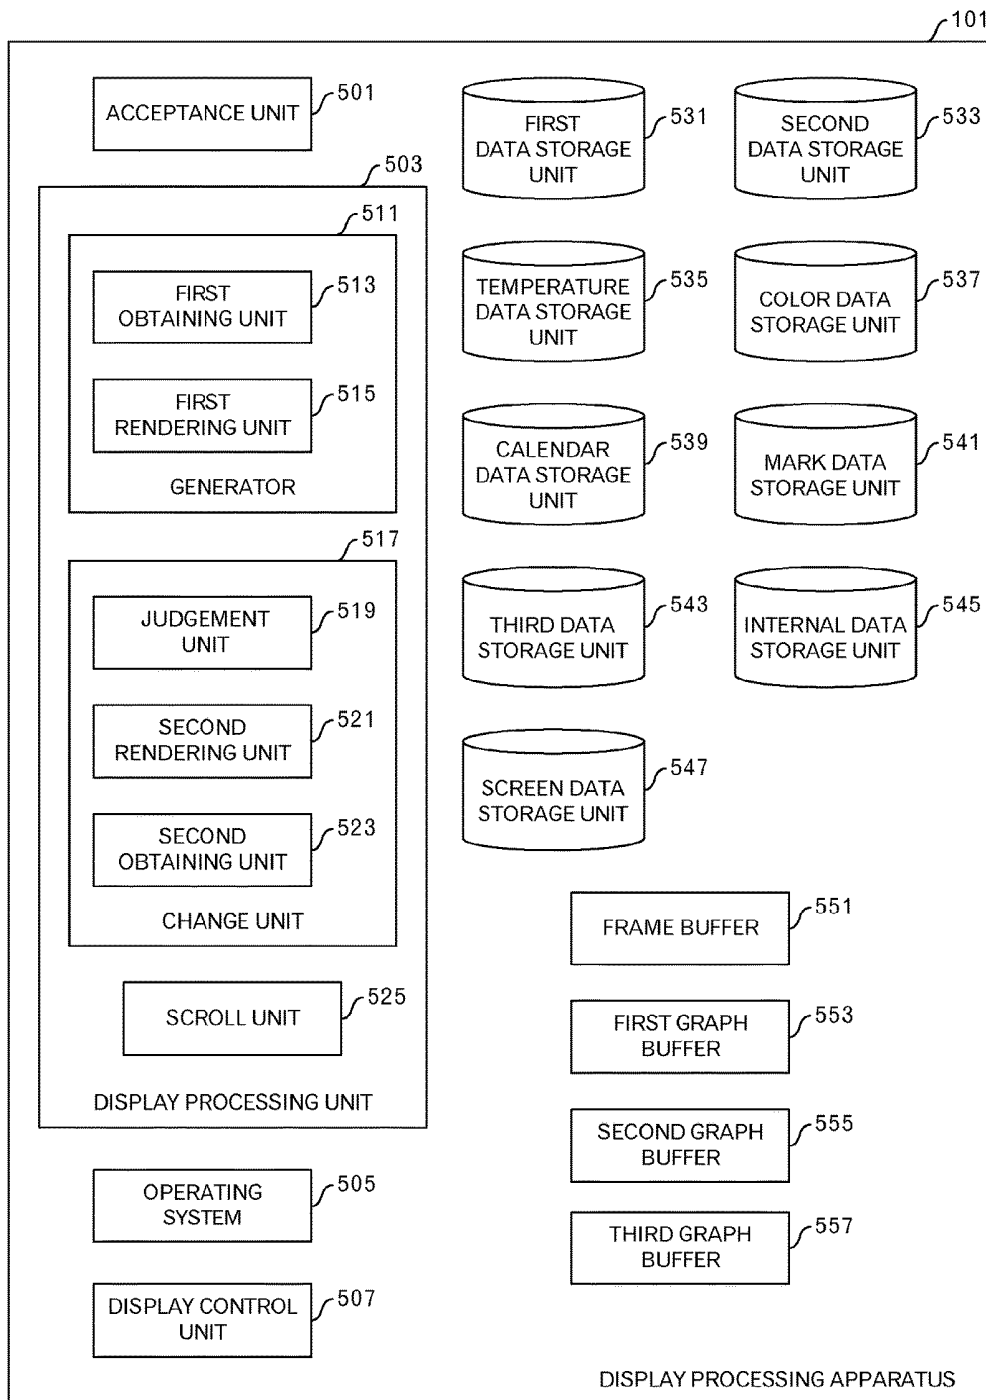 101
ACCEPTANCE UNIT
501
503
511
FIRST
OBTAINING UNIT
513
FIRST
RENDERING UNIT
515
GENERATOR
517
JUDGEMENT
UNIT
519
SECOND
RENDERING UNIT
521
SECOND
OBTAINING UNIT
523
CHANGE UNIT
SCROLL UNIT
525
DISPLAY PROCESSING UNIT
OPERATING
SYSTEM
505
DISPLAY CONTROL
UNIT
507
FIRST
DATA STORAGE
UNIT
531
SECOND
DATA STORAGE
UNIT
533
TEMPERATURE
DATA STORAGE
UNIT
535
COLOR DATA
STORAGE UNIT
537
CALENDAR
DATA STORAGE
UNIT
539
MARK DATA
STORAGE UNIT
541
THIRD DATA
STORAGE UNIT
543
INTERNAL DATA
STORAGE UNIT
545
SCREEN DATA
STORAGE UNIT
547
FRAME BUFFER
551
FIRST GRAPH
BUFFER
553
SECOND GRAPH
BUFFER
555
THIRD GRAPH
BUFFER
557
DISPLAY PROCESSING APPARATUS